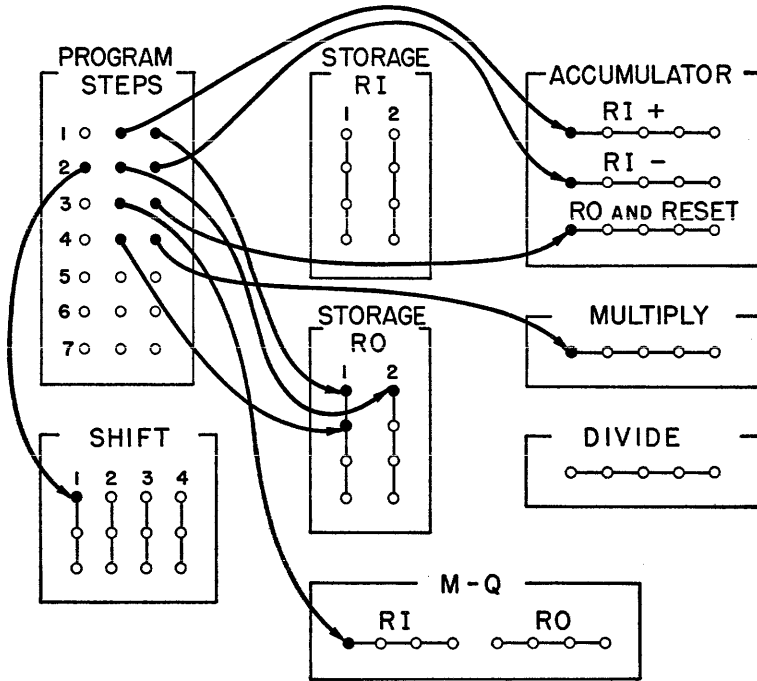 PROGRAM
STEPS
1
2
3
4
5
6
7
STORAGE
RI
1 2
ACCUMULATOR
RI +
RI -
RO AND RESET
STORAGE
RO
1 2
MULTIPLY
DIVIDE
SHIFT
1 2 3 4
M-Q
RI RO